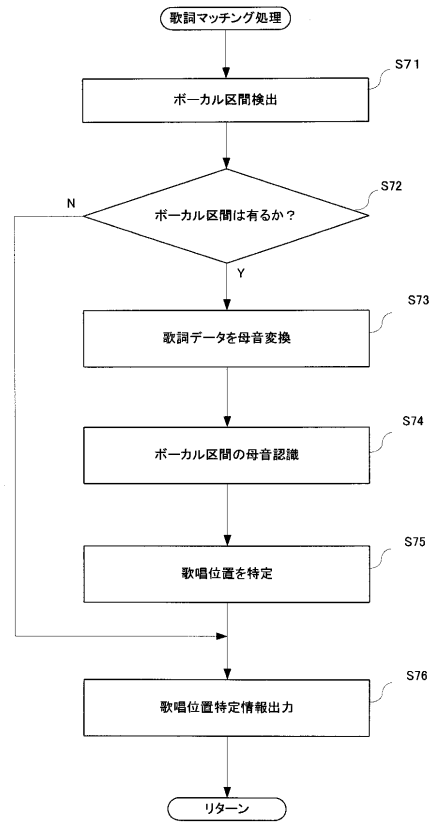 歌詞マッチング処理
S71
ボーカル区間検出
S72
ボーカル区間は有るか?
N
Y
S73
歌詞データを母音変換
S74
ボーカル区間の母音認識
S75
歌唱位置を特定
S76
歌唱位置特定情報出力
リターン